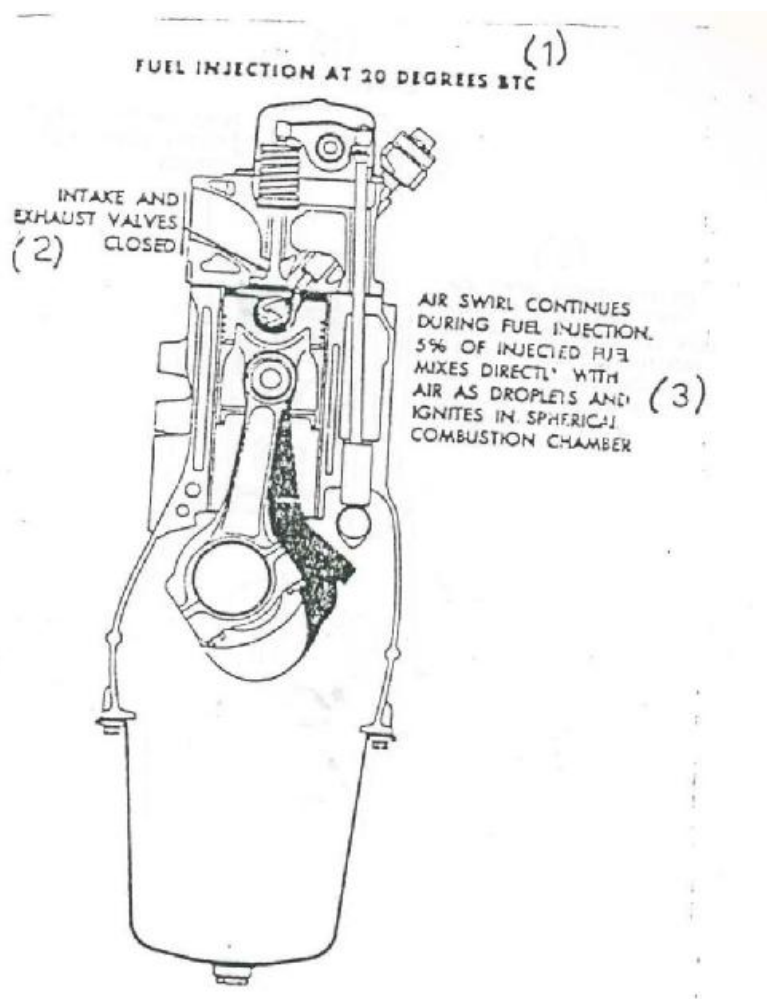 (1)
FUEL INJECTION AT 20 DEGREES BTC
INTAKE AND
EXHAUST VALVES
CLOSED
(2)
AIR SWIRL CONTINUES
DURING FUEL INJECTION.
5% OF INJECTED FUEL
MIXES DIRECTLY WITH
AIR AS DROPLETS AND
(3)
IGNITES IN SPHERICAL
COMBUSTION CHAMBER